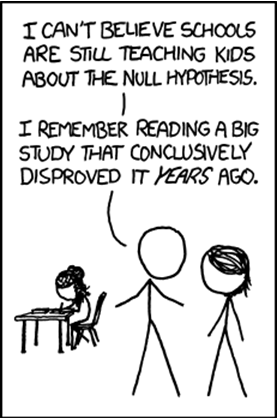 I CAN'T BELIEVE SCHOOLS
ARE STILL TEACHING KIDS
ABOUT THE NULL HYPOTHESIS.
I REMEMBER READING A BIG
STUDY THAT CONCLUSIVELY
DISPROVED IT YEARS AGO.